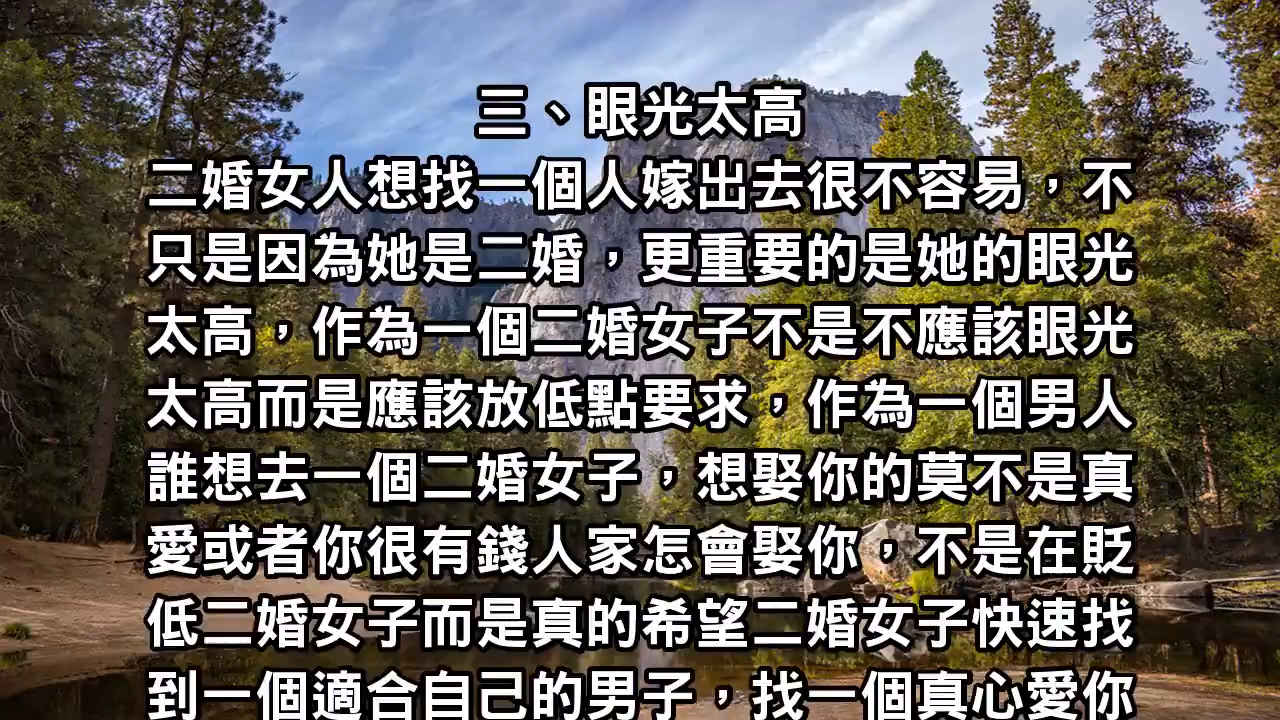 三、眼光太高
二婚女人想找一個人嫁出去很不容易，不
只是因為她是二婚，更重要的是她的眼光
太高，作為一個二婚女子不是不應該眼光
太高而是應該放低點要求，作為一個男人
誰想去一個二婚女子，想娶你的莫不是真
愛或者你很有錢人家怎會娶你，不是在貶
低二婚女子而是真的希望二婚女子快速找
到一個適合自己的男子，找一個真心愛你